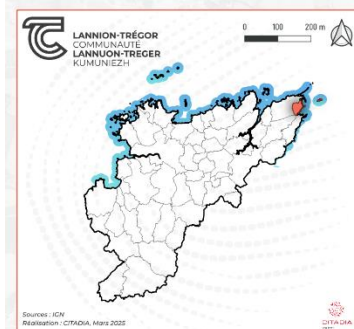 LANNION-TRÉGOR
COMMUNAUTÉ
LANNUON-TREGER
KUMUNIEZH
0 100 200 m
Sources : IGN
Réalisation : CITADIA, Mars 2025
CITADIA